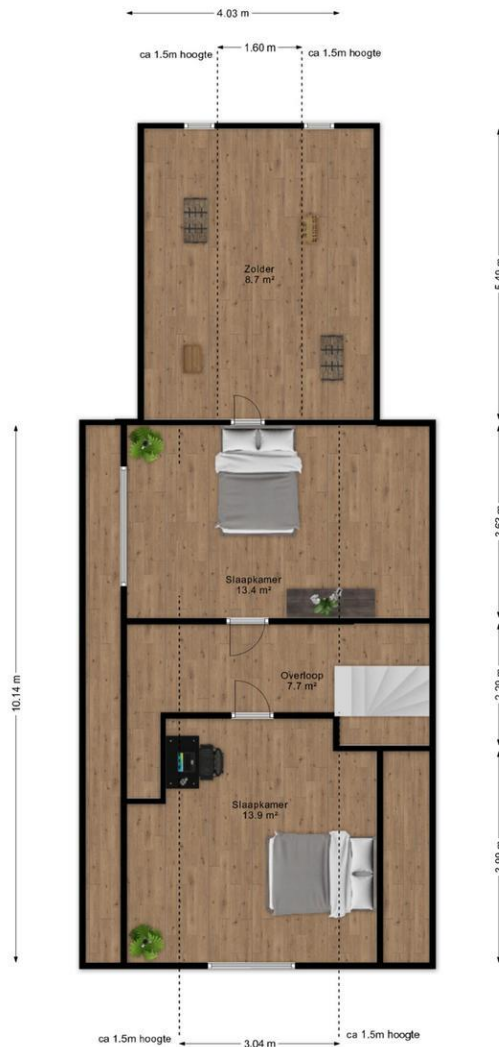 4.03 m
1.60 m
ca 1.5m hoogte
ca 1.5m hoogte
Zolder
8.7 m²
Slaapkamer
13.4 m²
Overloop
7.7 m²
10.14 m
Slaapkamer
13.9 m²
ca 1.5m hoogte
3.04 m
ca 1.5m hoogte